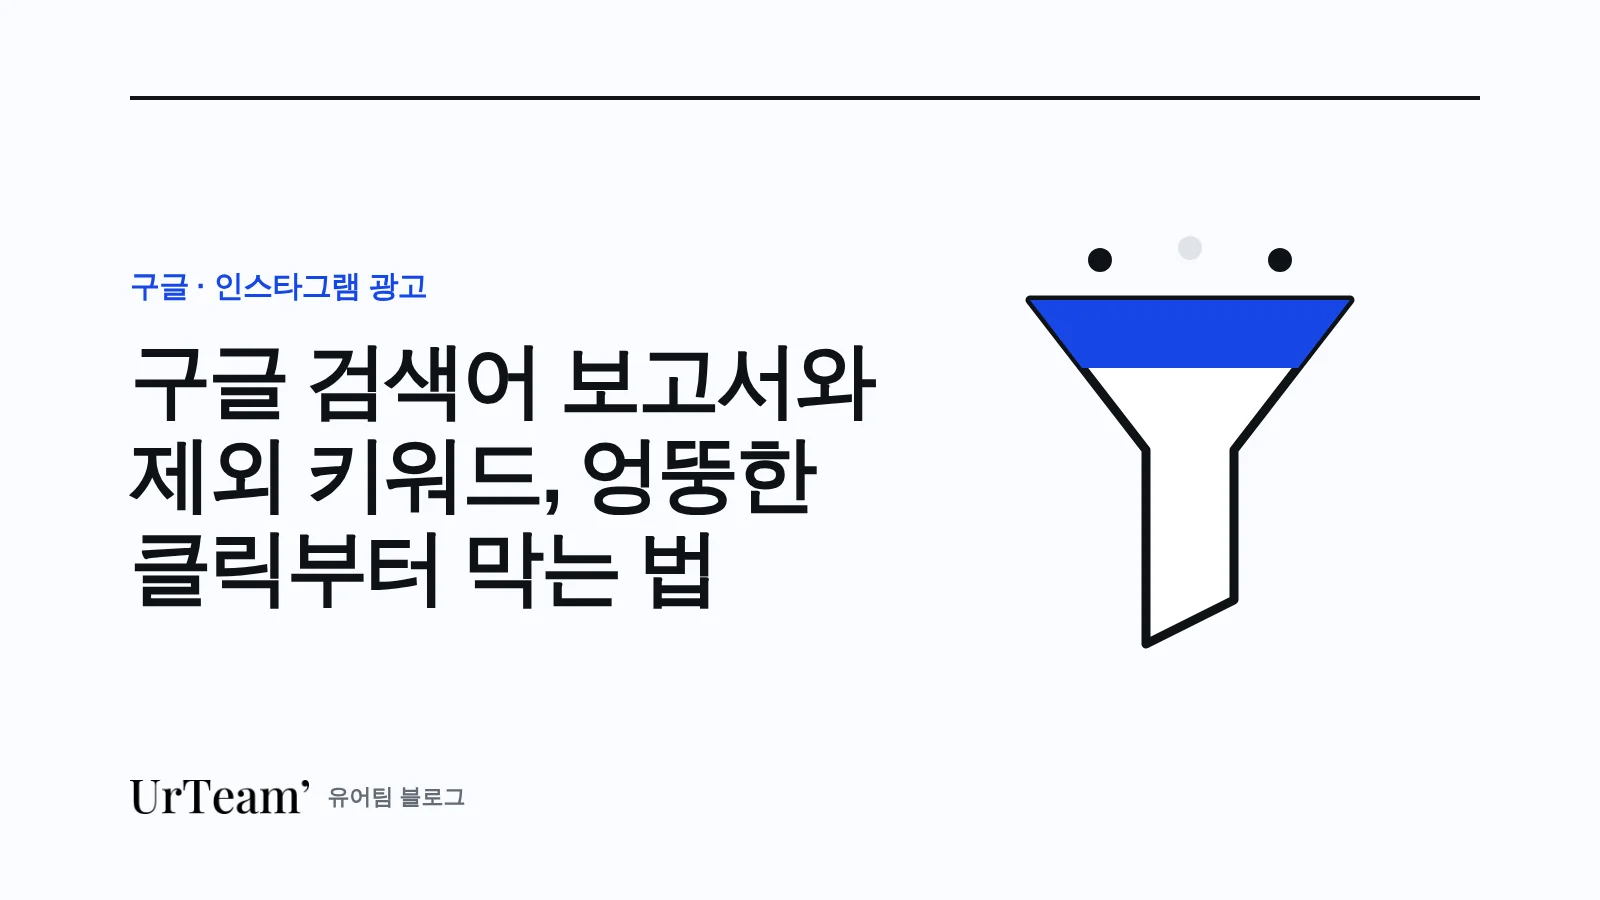 구글 · 인스타그램 광고
구글 검색어 보고서와
제외 키워드, 엉뚱한
클릭부터 막는 법
UrTeam’ 유어팀 블로그